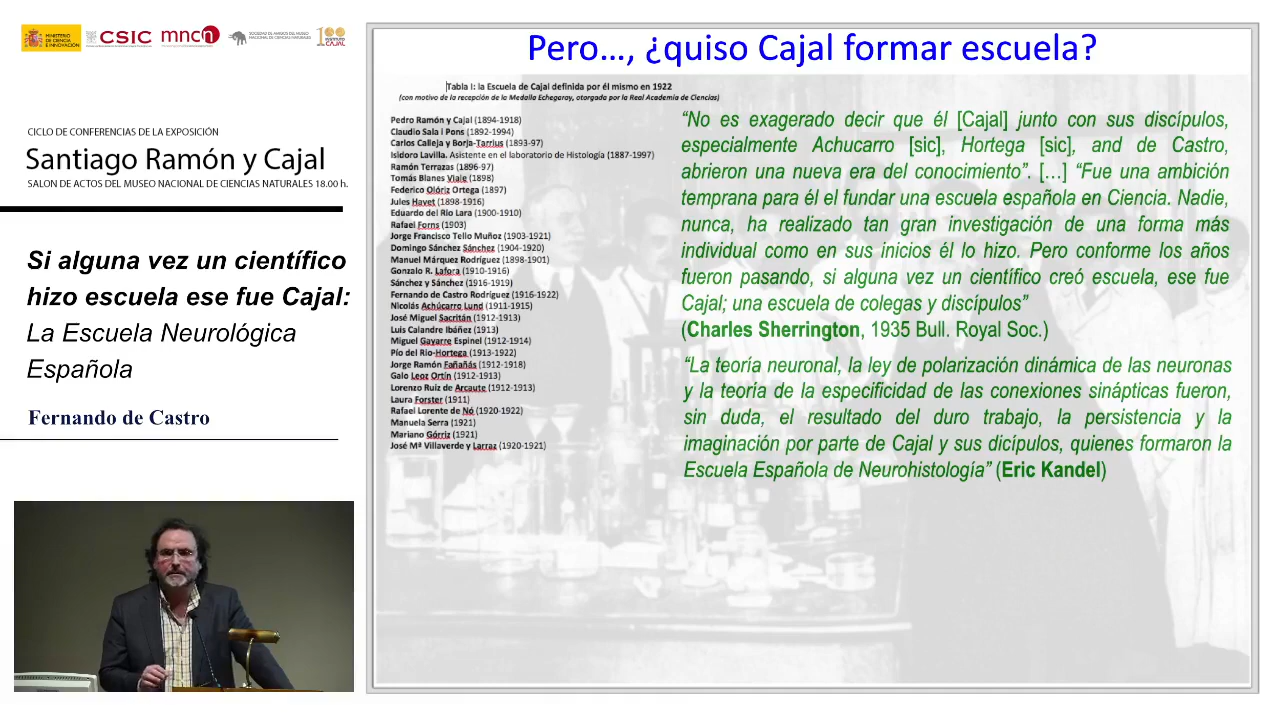 MINISTERIO
DE CIENCIA
E INNOVACIÓN
CSIC
mncn
SOCIEDAD DE AMIGOS DEL MUSEO
NACIONAL DE CIENCIAS NATURALES
100
CAJAL
CICLO DE CONFERENCIAS DE LA EXPOSICIÓN
Santiago Ramón y Cajal
SALON DE ACTOS DEL MUSEO NACIONAL DE CIENCIAS NATURALES 18.00 h.
Si alguna vez un científico
hizo escuela ese fue Cajal:
La Escuela Neurológica
Española
Fernando de Castro
Pero…, ¿quiso Cajal formar escuela?
Tabla I: la Escuela de Cajal definida por él mismo en 1922
(con motivo de la recepción de la Medalla Echegaray, otorgada por la Real Academia de Ciencias)
Pedro Ramón y Cajal (1894-1918)
Claudio Sala i Pons (1892-1994)
Carlos Calleja y Borja-Tarrius (1893-97)
Isidoro Lavilla. Asistente en el laboratorio de Histología (1887-1997)
Ramón Terrazas (1896-97)
Tomás Blanes Viale (1898)
Federico Olóriz Ortega (1897)
Jules Havet (1898-1916)
Eduardo del Río Lara (1900-1910)
Rafael Forns (1903)
Jorge Francisco Tello Muñoz (1903-1921)
Domingo Sánchez Sánchez (1904-1920)
Manuel Márquez Rodríguez (1898-1901)
Gonzalo R. Lafora (1910-1916)
Sánchez y Sánchez (1916-1919)
Fernando de Castro Rodríguez (1916-1922)
Nicolás Achúcarro Lund (1911-1915)
José Miguel Sacritán (1912-1913)
Luis Calandre Ibáñez (1913)
Miguel Gayarre Espinel (1912-1914)
Pío del Río-Hortega (1913-1922)
Jorge Ramón Fañañás (1912-1918)
Galo Leoz Ortín (1912-1913)
Lorenzo Ruiz de Arcaute (1912-1913)
Laura Forster (1911)
Rafael Lorente de Nó (1920-1922)
Manuela Serra (1921)
Mariano Górriz (1921)
José Mª Villaverde y Larraz (1920-1921)
“No es exagerado decir que él [Cajal] junto con sus discípulos,
especialmente Achucarro [sic], Hortega [sic], and de Castro,
abrieron una nueva era del conocimiento”. […] “Fue una ambición
temprana para él el fundar una escuela española en Ciencia. Nadie,
nunca, ha realizado tan gran investigación de una forma más
individual como en sus inicios él lo hizo. Pero conforme los años
fueron pasando, si alguna vez un científico creó escuela, ese fue
Cajal; una escuela de colegas y discípulos”
(Charles Sherrington, 1935 Bull. Royal Soc.)
“La teoría neuronal, la ley de polarización dinámica de las neuronas
y la teoría de la especificidad de las conexiones sinápticas fueron,
sin duda, el resultado del duro trabajo, la persistencia y la
imaginación por parte de Cajal y sus dicípulos, quienes formaron la
Escuela Española de Neurohistología” (Eric Kandel)